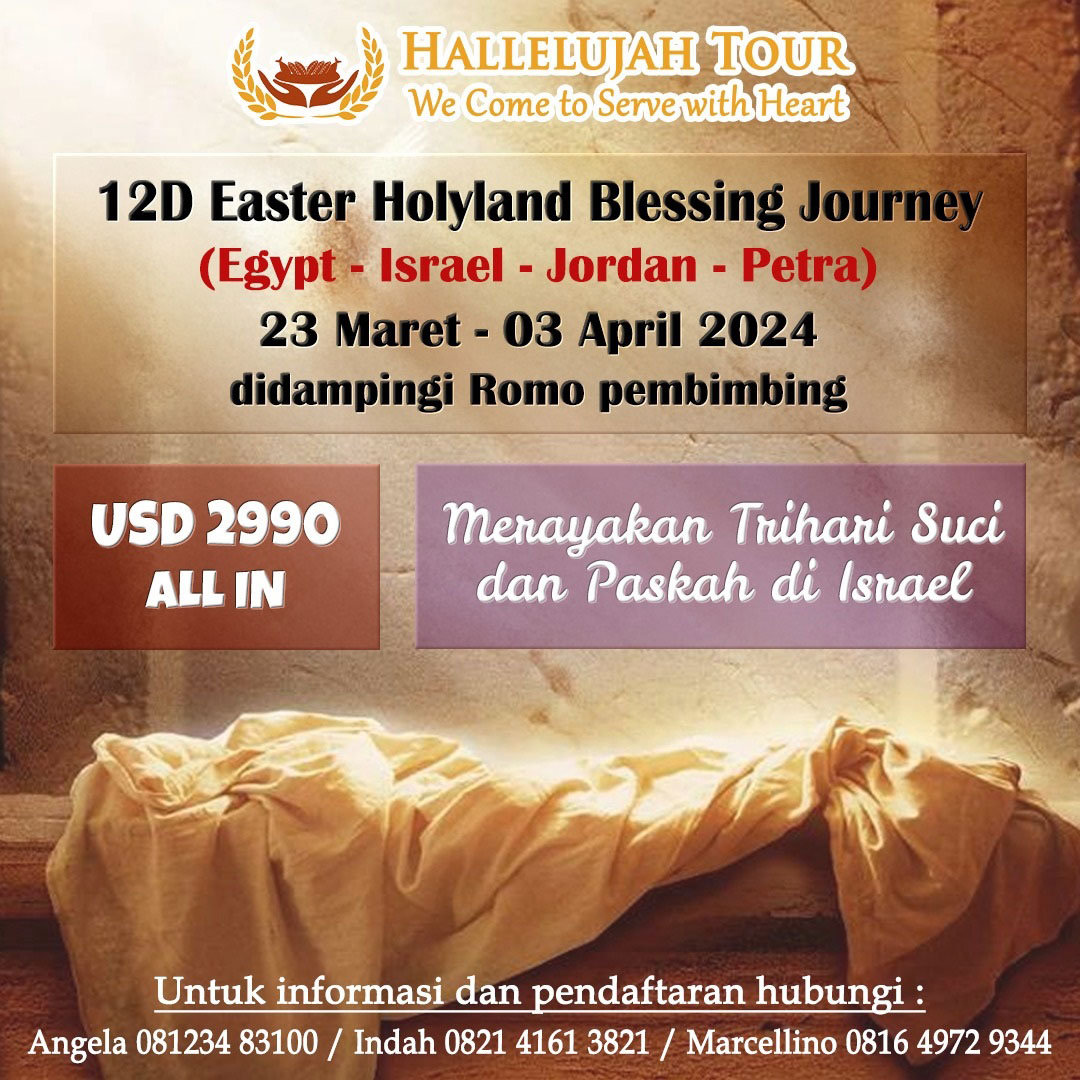 HALLELUJAH TOUR
We Come to Serve with Heart
12D Easter Holyland Blessing Journey
(Egypt - Israel - Jordan - Petra)
23 Maret - 03 April 2024
didampingi Romo pembimbing
USD 2990
ALL IN
Merayakan Trihari Suci
dan Paskah di Israel
Untuk informasi dan pendaftaran hubungi :
Angela 081234 83100 / Indah 0821 4161 3821 / Marcellino 0816 4972 9344